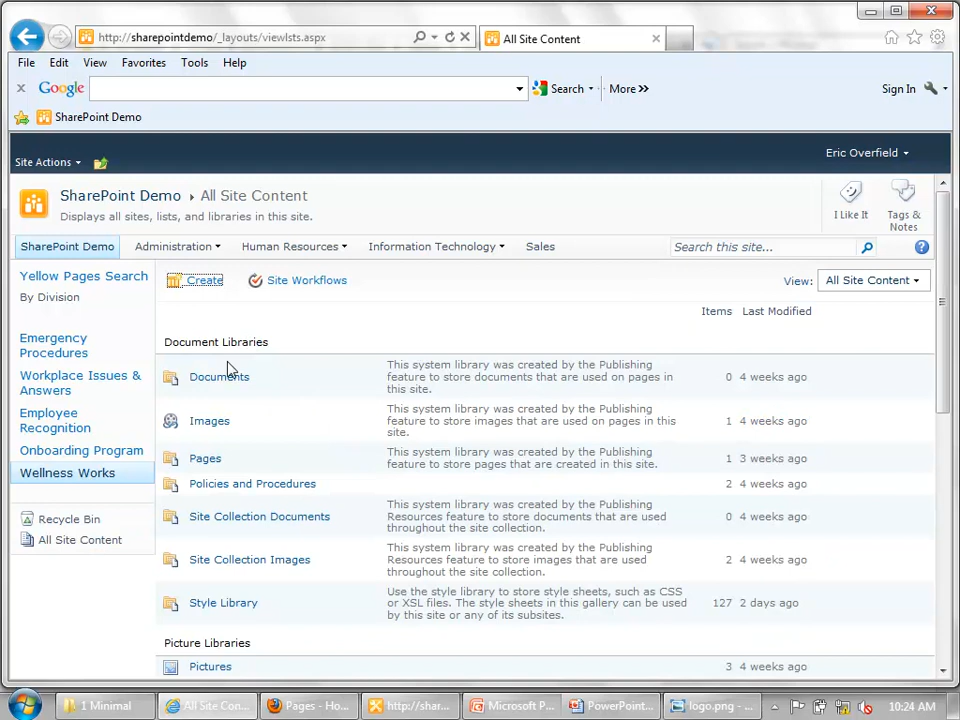 http://sharepointdemo/_layouts/viewlsts.aspx
All Site Content
File Edit View Favorites Tools Help
Google
Search
More »
Sign In
SharePoint Demo
Site Actions
Eric Overfield
SharePoint Demo ▸ All Site Content
Displays all sites, lists, and libraries in this site.
I Like It
Tags &
Notes
SharePoint Demo Administration Human Resources Information Technology Sales
Search this site...
Yellow Pages Search
By Division
Emergency
Procedures
Workplace Issues &
Answers
Employee
Recognition
Onboarding Program
Wellness Works
Recycle Bin
All Site Content
Create
Site Workflows
View: All Site Content
Items Last Modified
Document Libraries
Documents
This system library was created by the Publishing
feature to store documents that are used on pages in
this site.
0 4 weeks ago
Images
This system library was created by the Publishing
feature to store images that are used on pages in this
site.
1 4 weeks ago
Pages
This system library was created by the Publishing
feature to store pages that are created in this site.
1 3 weeks ago
Policies and Procedures
2 4 weeks ago
Site Collection Documents
This system library was created by the Publishing
Resources feature to store documents that are used
throughout the site collection.
0 4 weeks ago
Site Collection Images
This system library was created by the Publishing
Resources feature to store images that are used
throughout the site collection.
2 4 weeks ago
Style Library
Use the style library to store style sheets, such as CSS
or XSL files. The style sheets in this gallery can be used
by this site or any of its subsites.
127 2 days ago
Picture Libraries
Pictures
3 4 weeks ago
1 Minimal
All Site Con...
Pages - Ho...
http://shar...
Microsoft P...
PowerPoint...
logo.png - ...
10:24 AM